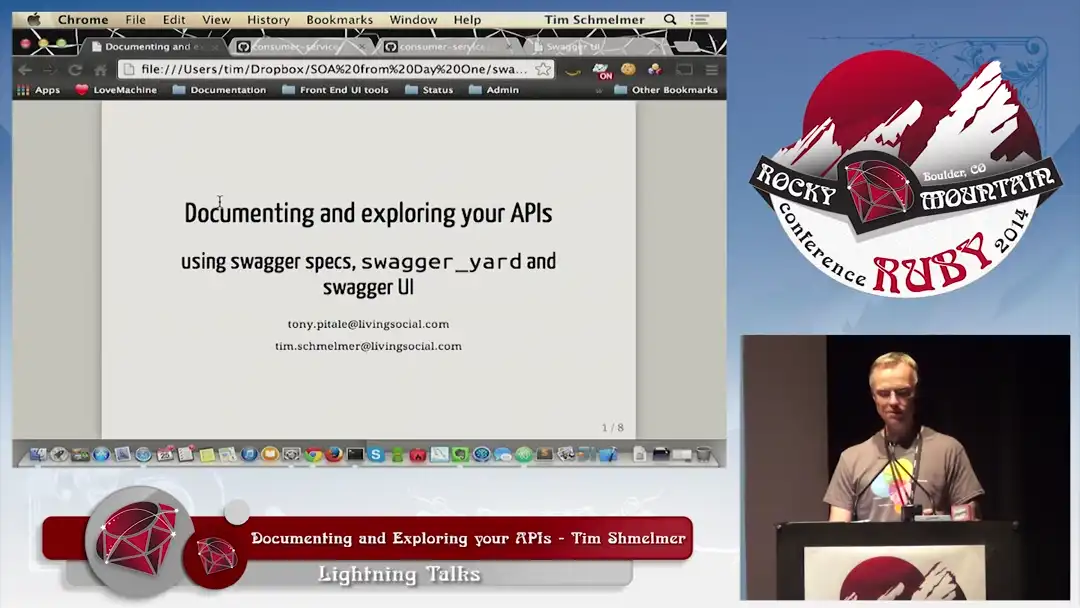 Chrome File Edit View History Bookmarks Window Help Tim Schmelmer
Documenting and ex
consumer-service
consumer-service
Swagger UI
file:///Users/tim/Dropbox/SOA%20from%20Day%20One/swa...
ON
Apps LoveMachine Documentation Front End UI tools Status Admin » Other Bookmarks
Documenting and exploring your APIs
using swagger specs, swagger_yard and
swagger UI
tony.pitale@livingsocial.com
tim.schmelmer@livingsocial.com
1 / 8
Boulder, CO
ROCKY MOUNTAIN
conference RUBY 2014
Documenting and Exploring your APIs - Tim Shmelmer
Lightning Talks